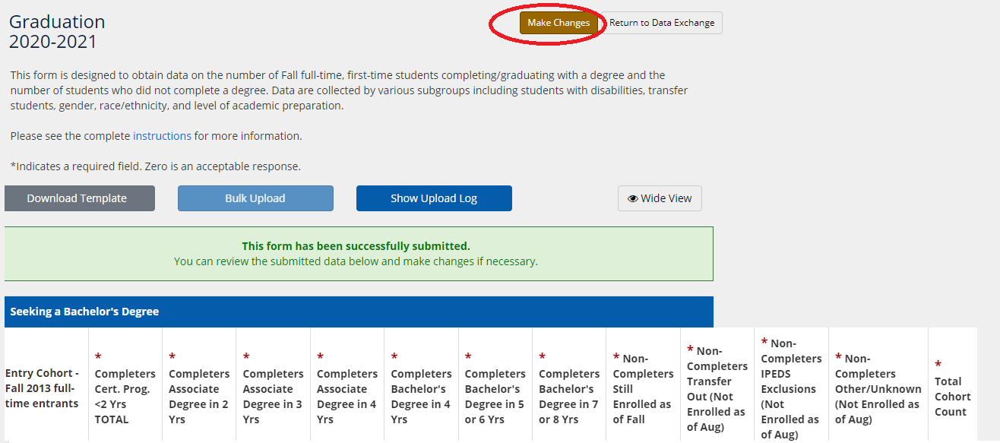 Graduation
2020-2021
Make Changes
Return to Data Exchange
This form is designed to obtain data on the number of Fall full-time, first-time students completing/graduating with a degree and the
number of students who did not complete a degree. Data are collected by various subgroups including students with disabilities, transfer
students, gender, race/ethnicity, and level of academic preparation.
Please see the complete instructions for more information.
*Indicates a required field. Zero is an acceptable response.
Download Template
Bulk Upload
Show Upload Log
Wide View
This form has been successfully submitted.
You can review the submitted data below and make changes if necessary.
Seeking a Bachelor's Degree
Entry Cohort -
Fall 2013 full-
time entrants
*
Completers
Cert. Prog.
<2 Yrs
TOTAL
*
Completers
Associate
Degree in 2
Yrs
*
Completers
Associate
Degree in 3
Yrs
*
Completers
Associate
Degree in 4
Yrs
*
Completers
Bachelor's
Degree in 4
Yrs
*
Completers
Bachelor's
Degree in 5
or 6 Yrs
*
Completers
Bachelor's
Degree in 7
or 8 Yrs
* Non-
Completers
Still
Enrolled as
of Fall
* Non-
Completers
Transfer
Out (Not
Enrolled as
of Aug)
* Non-
Completers
IPEDS
Exclusions
(Not
Enrolled as
of Aug)
* Non-
Completers
Other/Unknown
(Not Enrolled as
of Aug)
*
Total
Cohort
Count